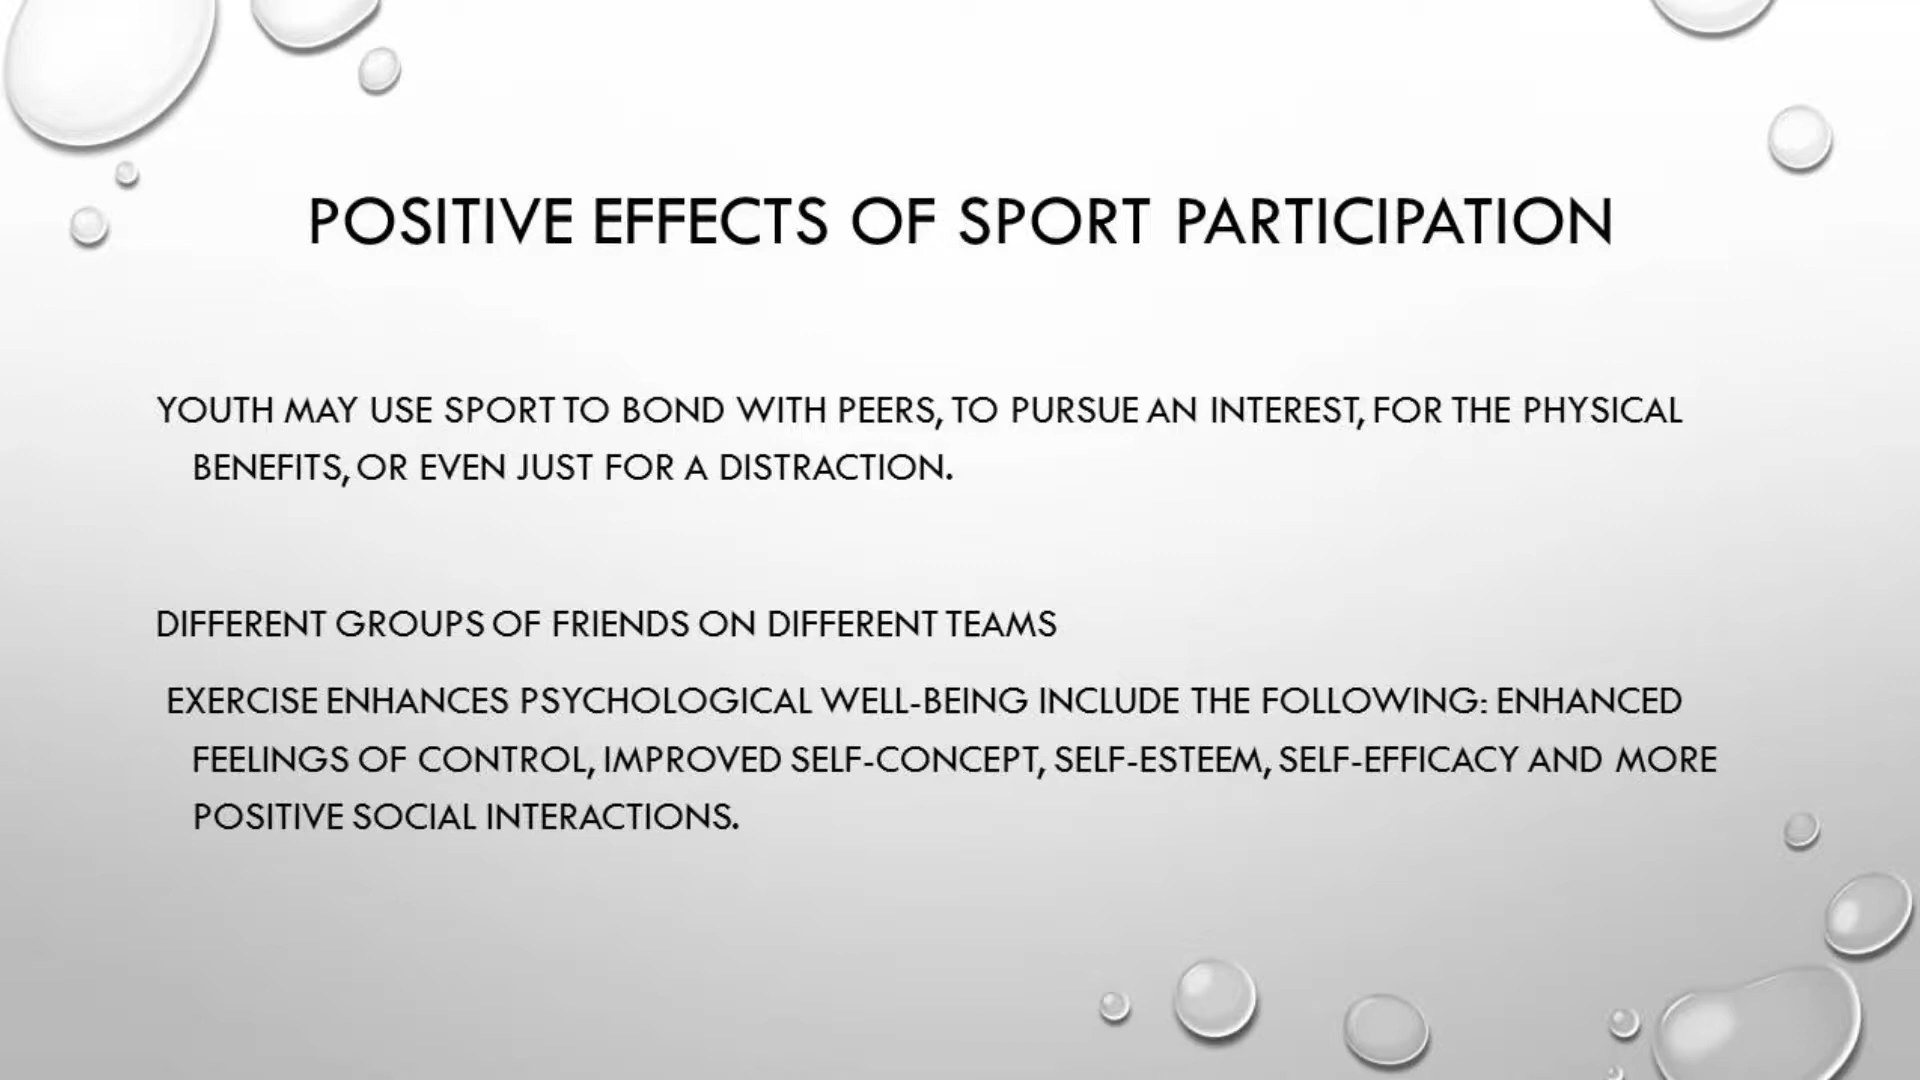 POSITIVE EFFECTS OF SPORT PARTICIPATION
YOUTH MAY USE SPORT TO BOND WITH PEERS, TO PURSUE AN INTEREST, FOR THE PHYSICAL
BENEFITS, OR EVEN JUST FOR A DISTRACTION.
DIFFERENT GROUPS OF FRIENDS ON DIFFERENT TEAMS
EXERCISE ENHANCES PSYCHOLOGICAL WELL-BEING INCLUDE THE FOLLOWING: ENHANCED
FEELINGS OF CONTROL, IMPROVED SELF-CONCEPT, SELF-ESTEEM, SELF-EFFICACY AND MORE
POSITIVE SOCIAL INTERACTIONS.